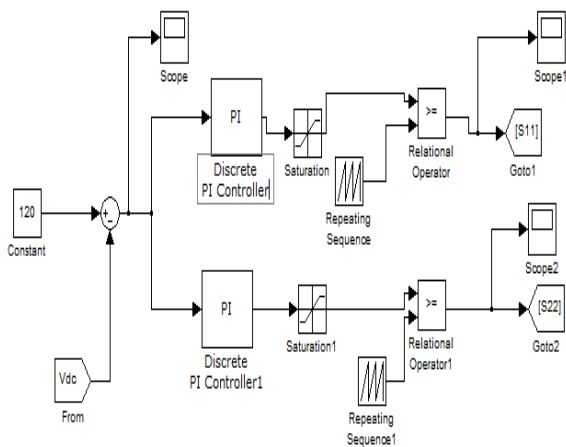 Scope
Scope1
PI
>=
[S11]
Discrete
PI Controller
Saturation
Relational
Operator
Goto1
Repeating
Sequence
120
+
−
Constant
Scope2
PI
>=
[S22]
Discrete
PI Controller1
Saturation1
Relational
Operator1
Goto2
Vdc
From
Repeating
Sequence1